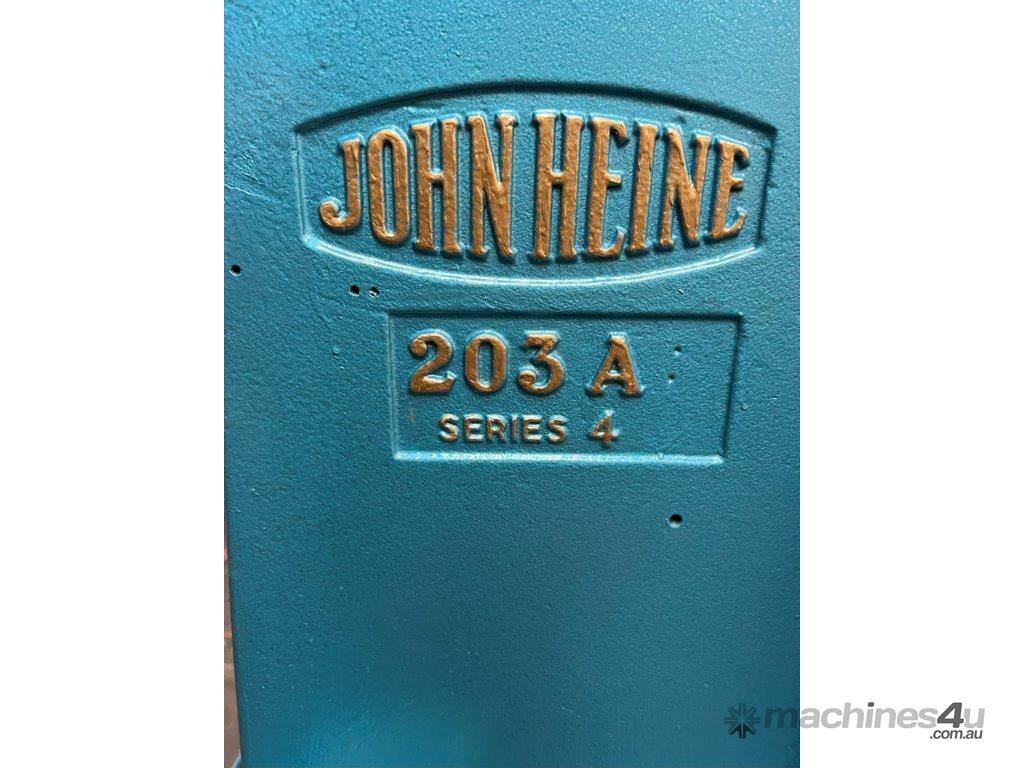 JOHN HEINE
203 A
SERIES 4
machines4u
.com.au